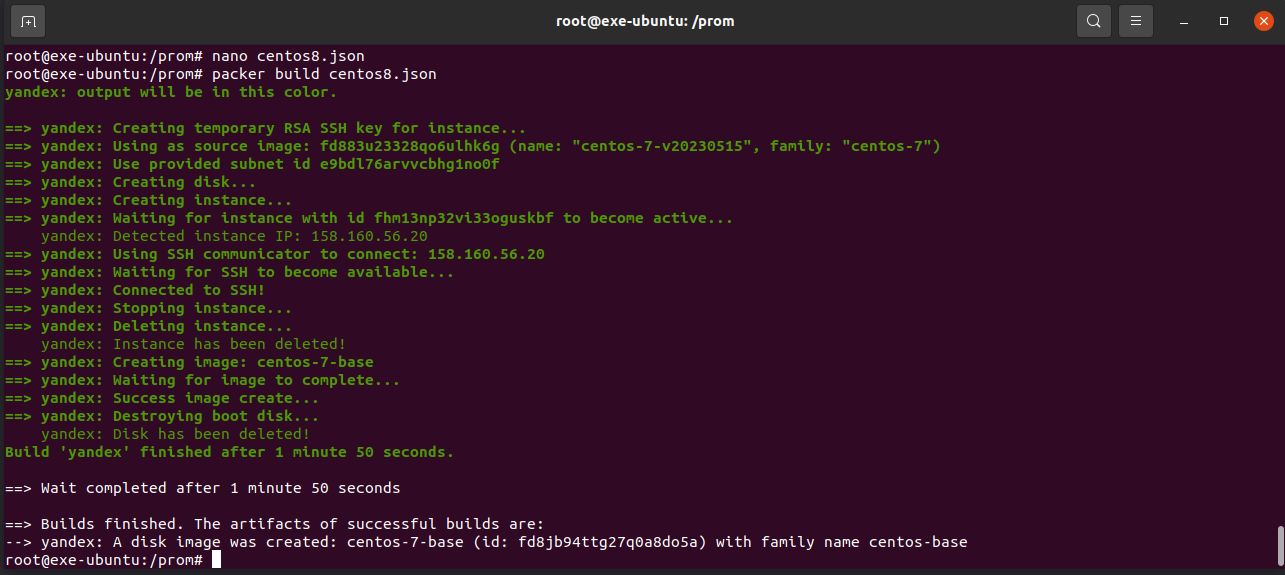 root@exe-ubuntu: /prom
root@exe-ubuntu:/prom# nano centos8.json
root@exe-ubuntu:/prom# packer build centos8.json
yandex: output will be in this color.
==> yandex: Creating temporary RSA SSH key for instance...
==> yandex: Using as source image: fd883u23328qo6ulhk6g (name: "centos-7-v20230515", family: "centos-7")
==> yandex: Use provided subnet id e9bdl76arvvcbhg1no0f
==> yandex: Creating disk...
==> yandex: Creating instance...
==> yandex: Waiting for instance with id fhm13np32vi33oguskbf to become active...
    yandex: Detected instance IP: 158.160.56.20
==> yandex: Using SSH communicator to connect: 158.160.56.20
==> yandex: Waiting for SSH to become available...
==> yandex: Connected to SSH!
==> yandex: Stopping instance...
==> yandex: Deleting instance...
    yandex: Instance has been deleted!
==> yandex: Creating image: centos-7-base
==> yandex: Waiting for image to complete...
==> yandex: Success image create...
==> yandex: Destroying boot disk...
    yandex: Disk has been deleted!
Build 'yandex' finished after 1 minute 50 seconds.
==> Wait completed after 1 minute 50 seconds
==> Builds finished. The artifacts of successful builds are:
--> yandex: A disk image was created: centos-7-base (id: fd8jb94ttg27q0a8do5a) with family name centos-base
root@exe-ubuntu:/prom#